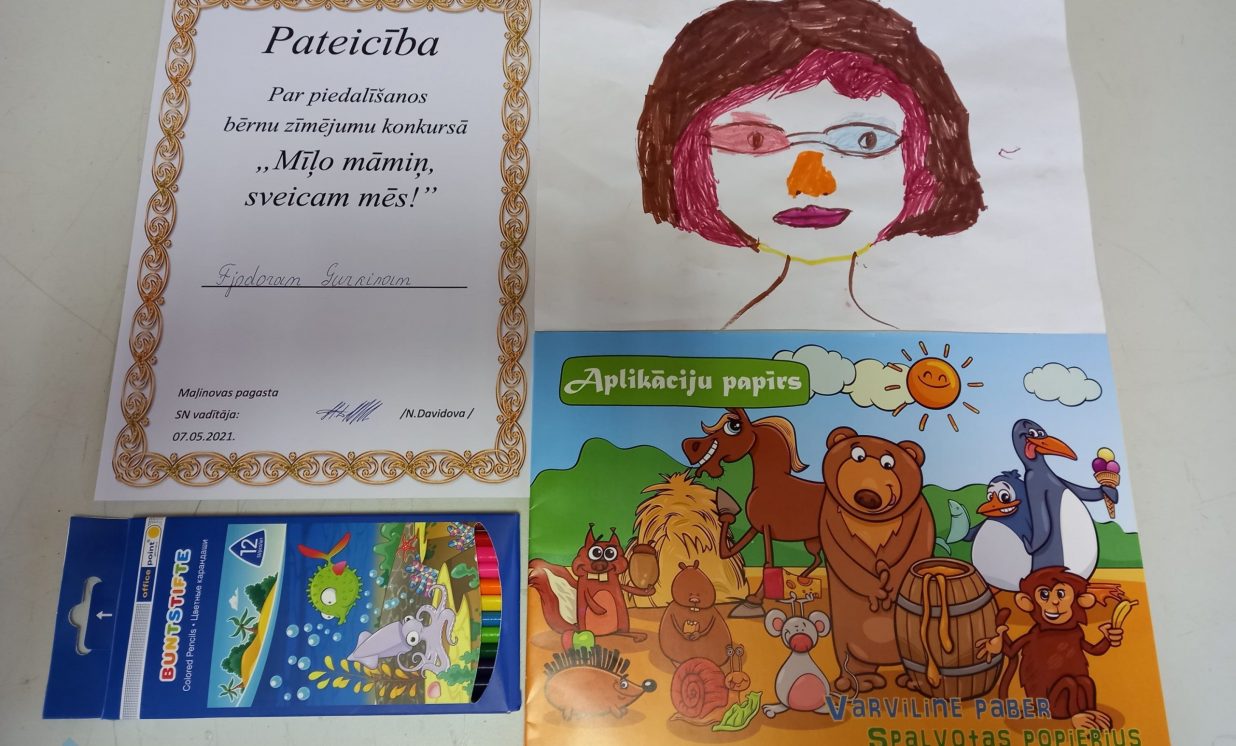 Pateicība
Par piedalīšanos
bērnu zīmējumu konkursā
„Mīļo māmiņ,
sveicam mēs!”
Fjodoram Gurkinam
Maļinovas pagasta
SN vadītāja: /N.Davidova /
07.05.2021.
office point
BUNTSTIFTE
Colored Pencils • Цветные карандаши
12
Aplikāciju papīrs
VÄRVILINE PABER
SPALVOTAS POPIERIUS